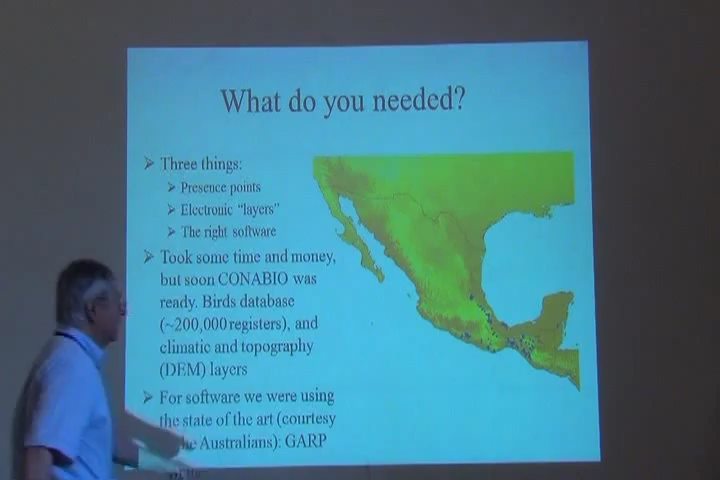 What do you needed?
➢ Three things:
➢ Presence points
➢ Electronic “layers”
➢ The right software
➢ Took some time and money,
but soon CONABIO was
ready. Birds database
(~200,000 registers), and
climatic and topography
(DEM) layers
➢ For software we were using
the state of the art (courtesy
Australians): GARP